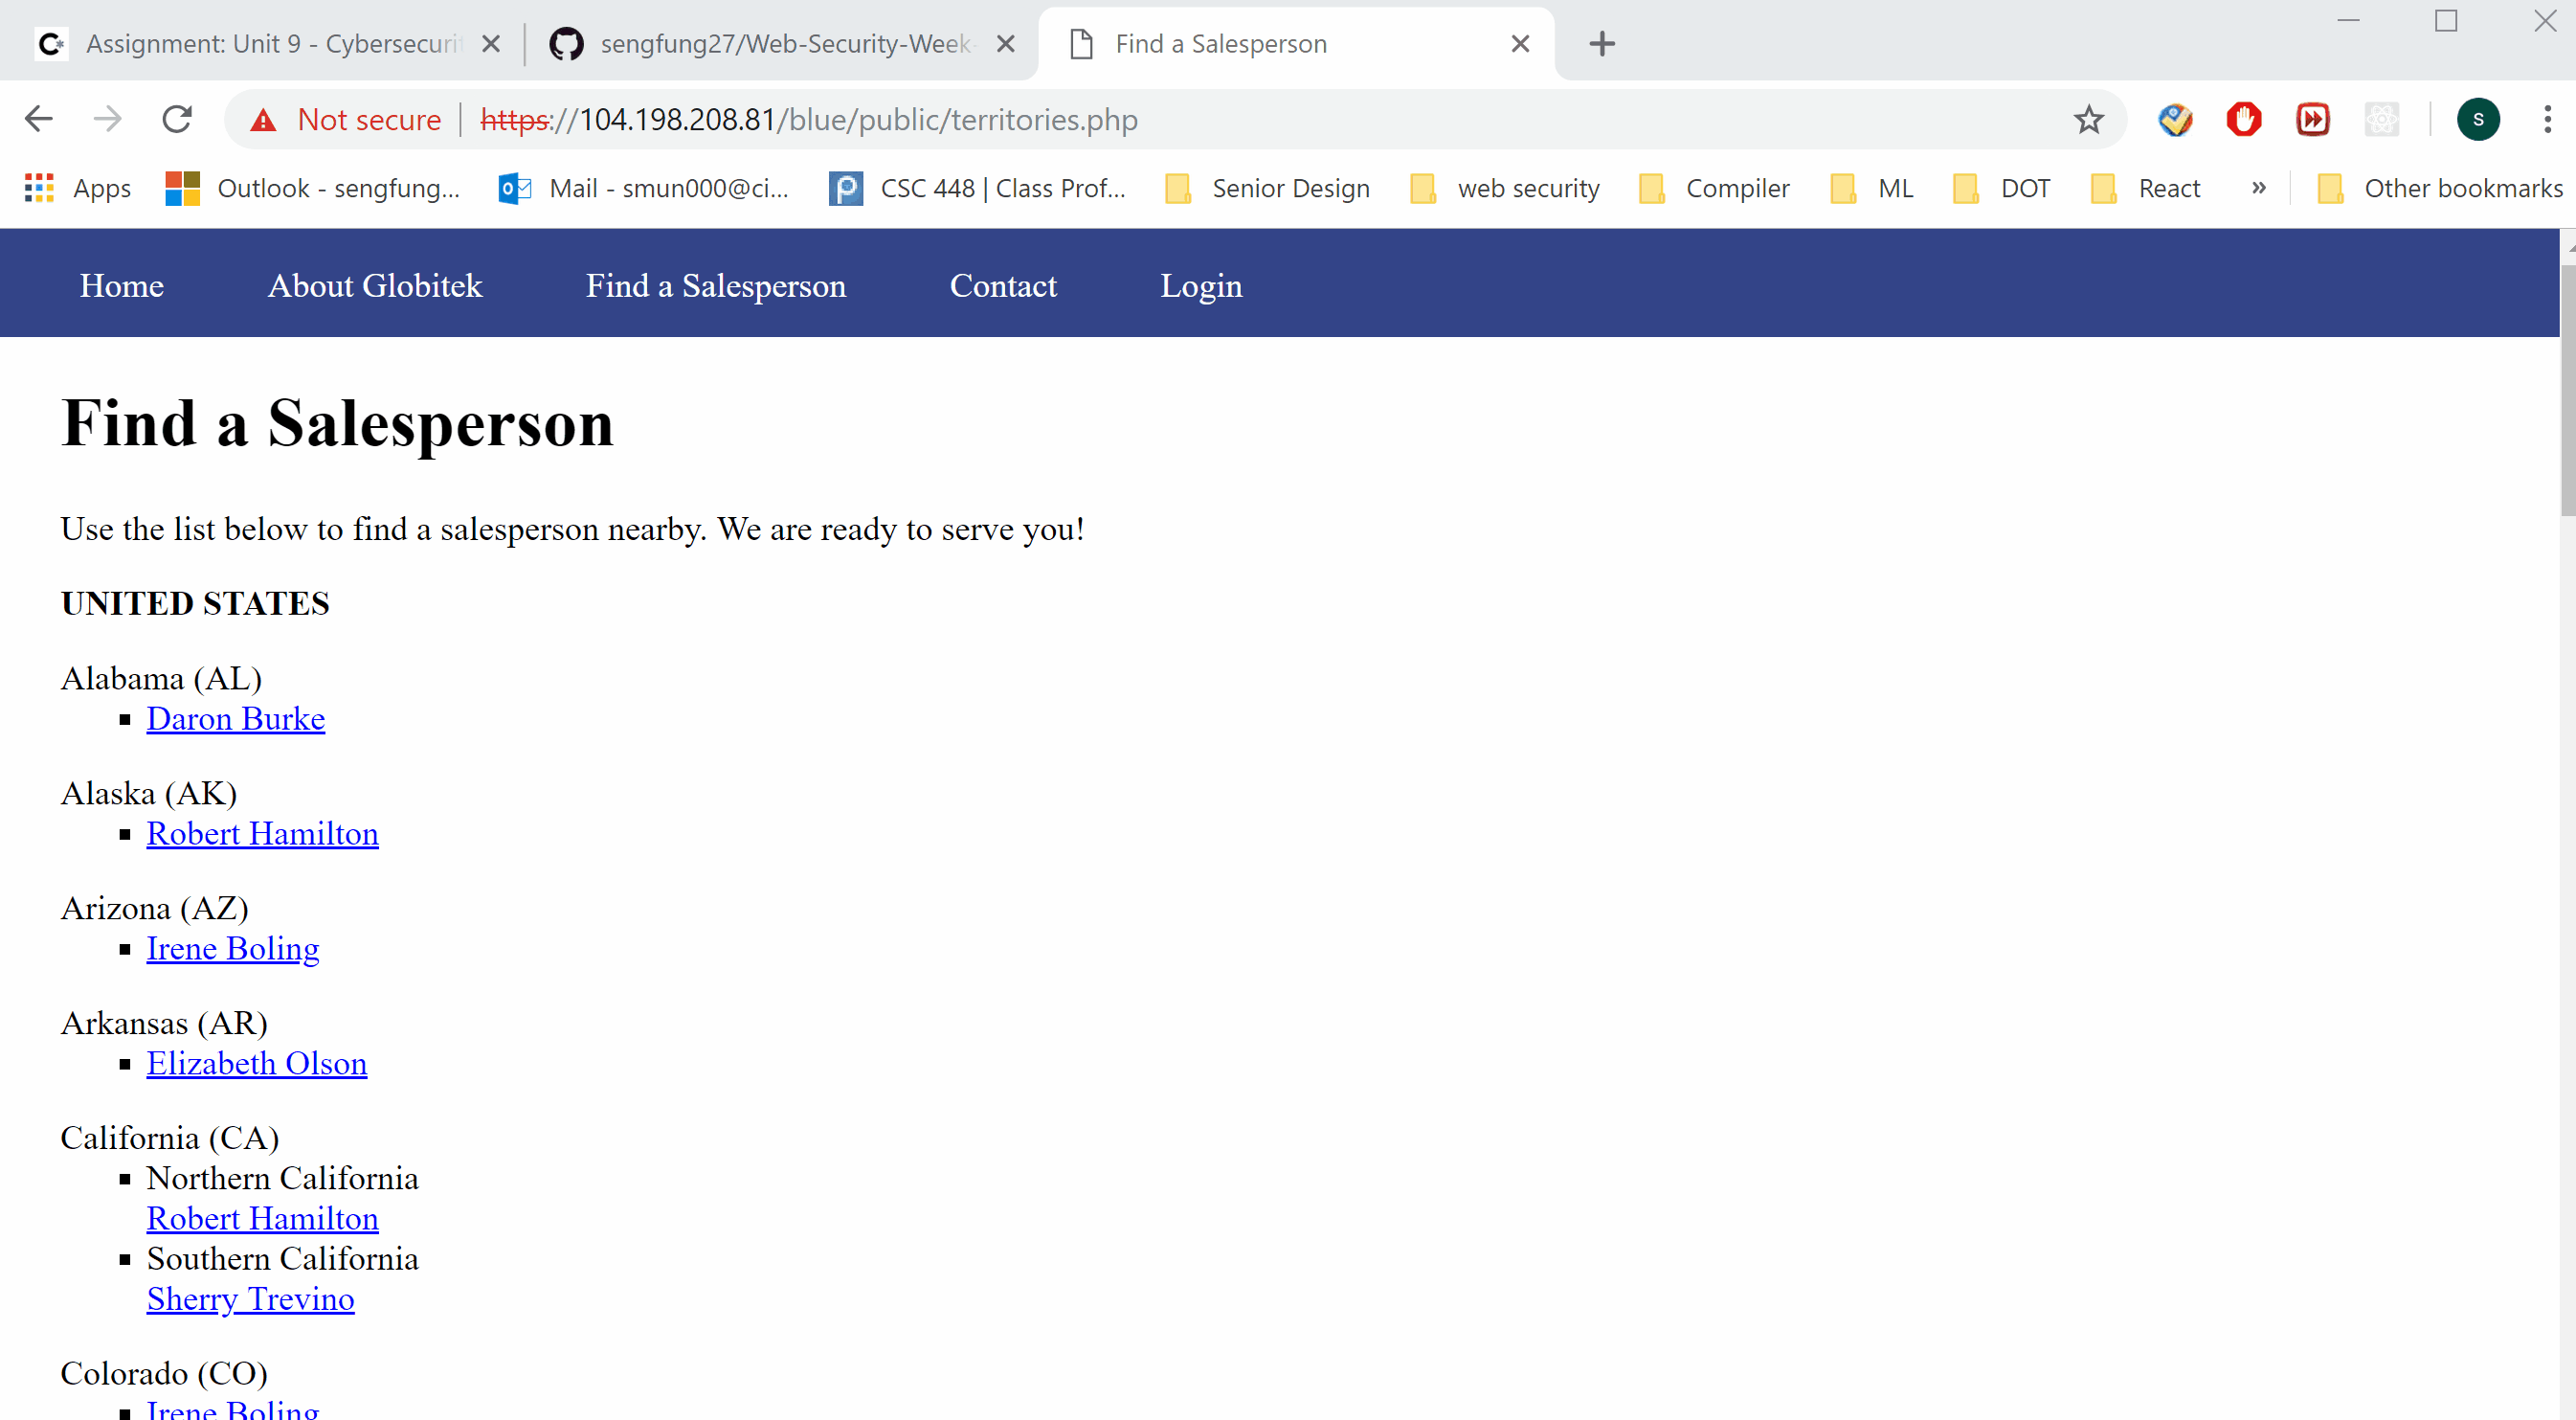 Assignment: Unit 9 - Cybersecurit
sengfung27/Web-Security-Week-
Find a Salesperson
Not secure | https://104.198.208.81/blue/public/territories.php
S
Apps
Outlook - sengfung...
Mail - smun000@ci...
CSC 448 | Class Prof...
Senior Design
web security
Compiler
ML
DOT
React
»
Other bookmarks
Home
About Globitek
Find a Salesperson
Contact
Login
Find a Salesperson
Use the list below to find a salesperson nearby. We are ready to serve you!
UNITED STATES
Alabama (AL)
Daron Burke
Alaska (AK)
Robert Hamilton
Arizona (AZ)
Irene Boling
Arkansas (AR)
Elizabeth Olson
California (CA)
Northern California
Robert Hamilton
Southern California
Sherry Trevino
Colorado (CO)
Irene Boling